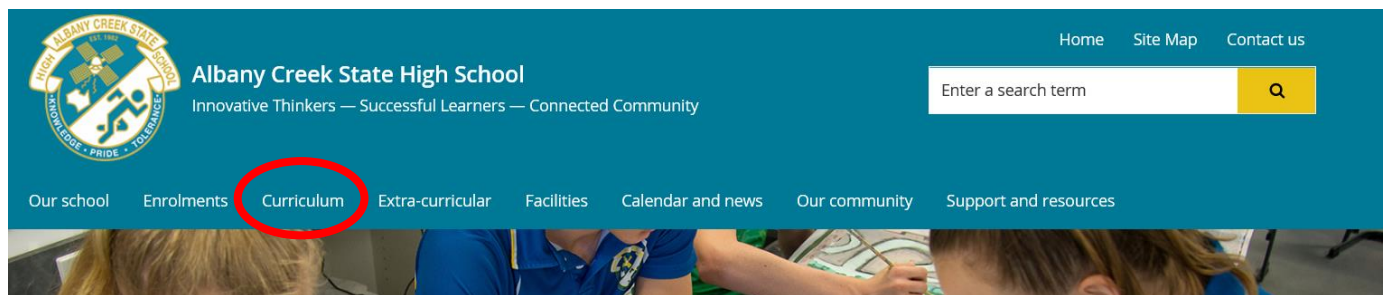 ALBANY CREEK STATE
HIGH SCHOOL
EST. 1982
KNOWLEDGE · PRIDE · TOLERANCE
Home Site Map Contact us
Albany Creek State High School
Innovative Thinkers — Successful Learners — Connected Community
Enter a search term
Our school Enrolments Curriculum Extra-curricular Facilities Calendar and news Our community Support and resources